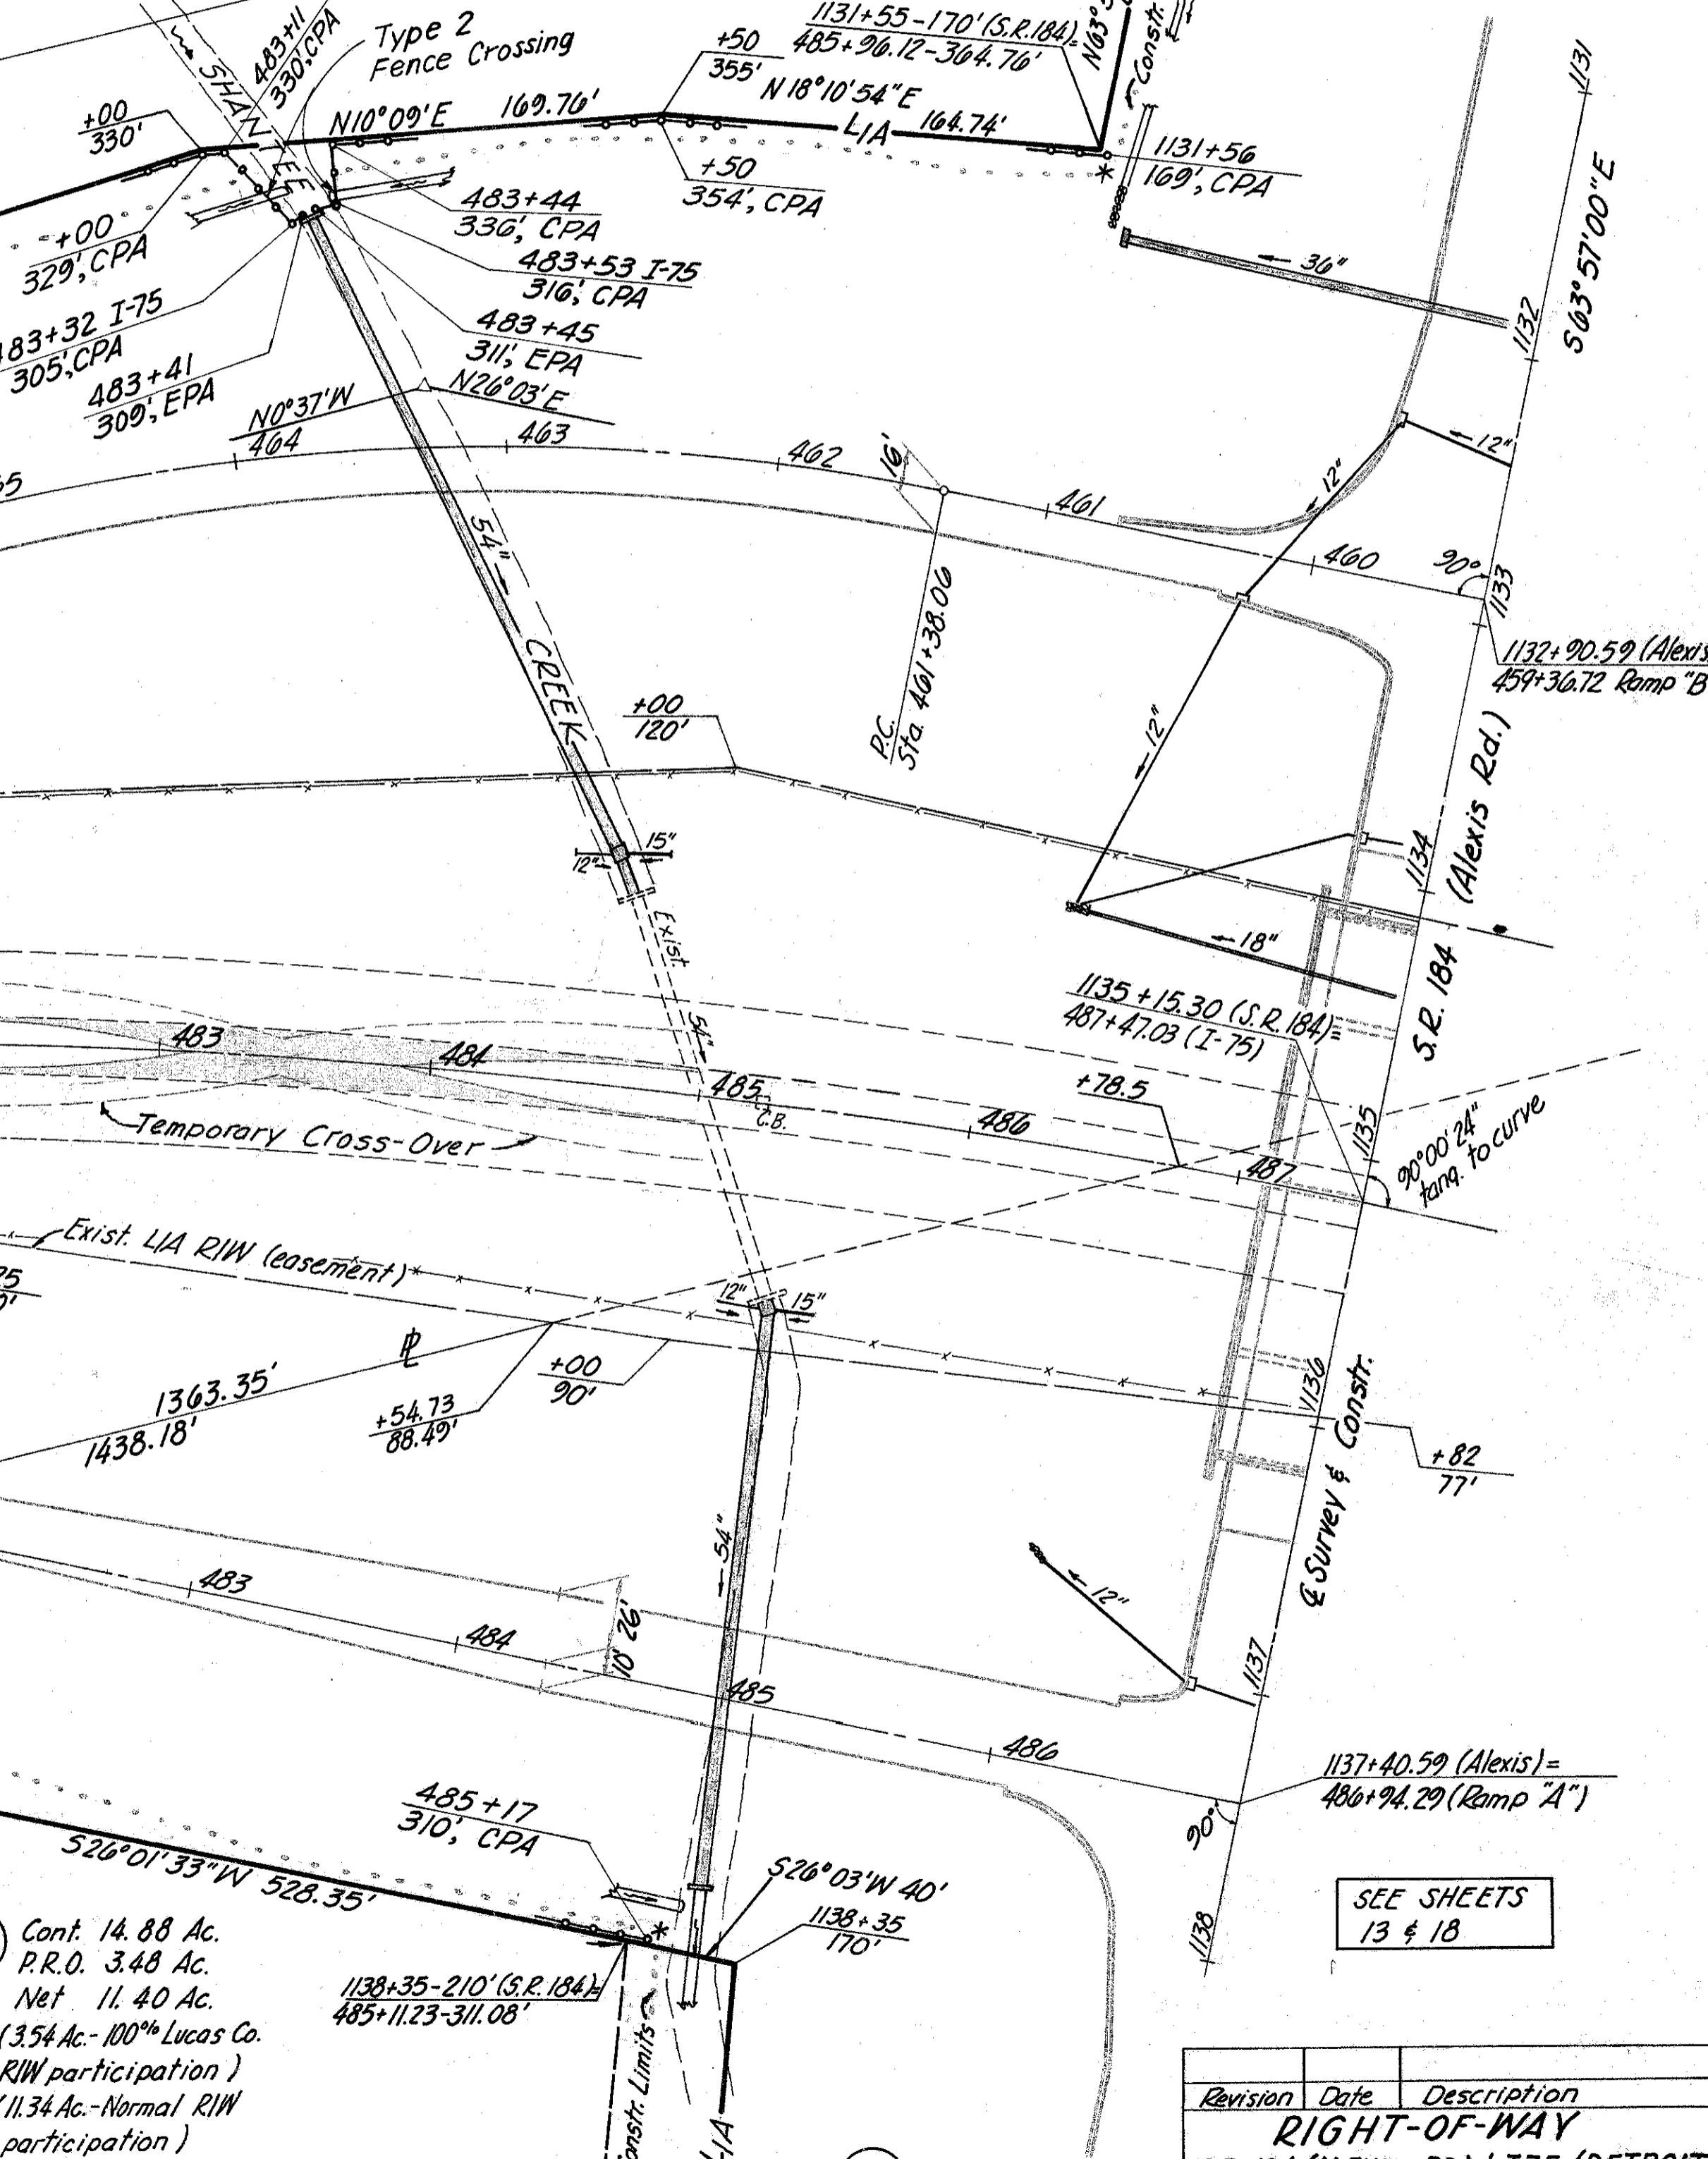 483+11
330', CPA
Type 2
Fence Crossing
1131+55-170' (S.R.184)=
485+96.12-364.76'
+50
355'
N18°10'54"E
Constr.
1131
SHANTEE
+00
330'
N10°09'E
169.76'
L/A
164.74'
1131+56
169', CPA
*
+50
354', CPA
483+44
336', CPA
+00
329', CPA
S63°57'00"E
36"
483+53 I-75
316', CPA
83+32 I-75
305', CPA
483+45
311', EPA
1132
483+41
309', EPA
N0°37'W
N26°03'E
464
463
462
16'
12"
12"
461
460
90°
1133
54"
P.C.
Sta. 461+38.06
1132+90.59 (Alexis
459+36.72 Ramp "B
CREEK
+00
120'
12"
(Alexis Rd.)
1134
15"
12"
Exist.
54"
18"
S.R. 184
1135+15.30 (S.R.184)=
487+47.03 (I-75)
483
484
485
C.B.
486
+78.5
487
1135
90°00'24"
tang. to curve
Temporary Cross-Over
Exist. L/A R/W (easement)
12"
15"
PL
1363.35'
1438.18'
+00
90'
+54.73
88.49'
1136
+82
77'
℄ Survey & Constr.
54"
12"
483
484
10'
26'
485
486
1137
1137+40.59 (Alexis)=
486+94.29 (Ramp "A")
90°
485+17
310', CPA
S26°01'33"W 528.35'
S26°03'W 40'
*
1138+35
170'
1138
SEE SHEETS
13 & 18
Cont. 14.88 Ac.
P.R.O. 3.48 Ac.
Net 11.40 Ac.
(3.54 Ac.-100% Lucas Co.
R/W participation)
(11.34 Ac.-Normal R/W
participation)
1138+35-210' (S.R.184)=
485+11.23-311.08'
onstr. Limits
L/A
Revision Date Description
RIGHT-OF-WAY